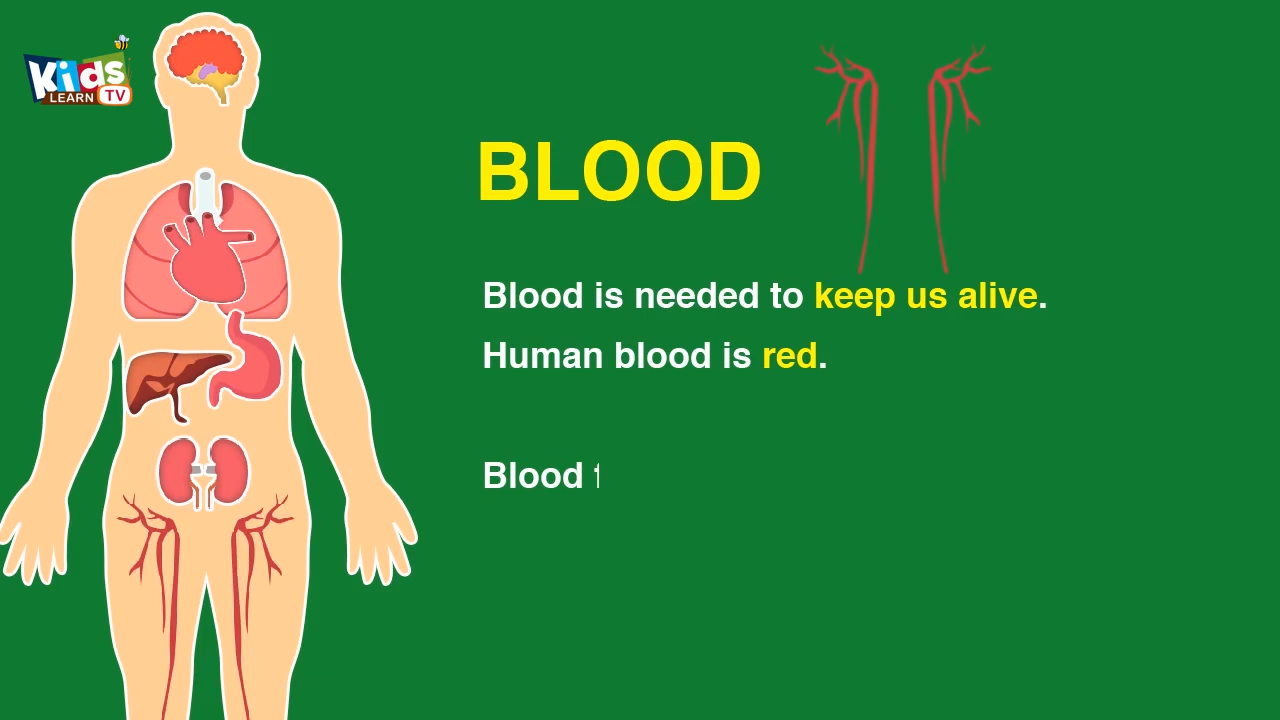 Kids
LEARN TV
BLOOD
Blood is needed to keep us alive.
Human blood is red.
Blood